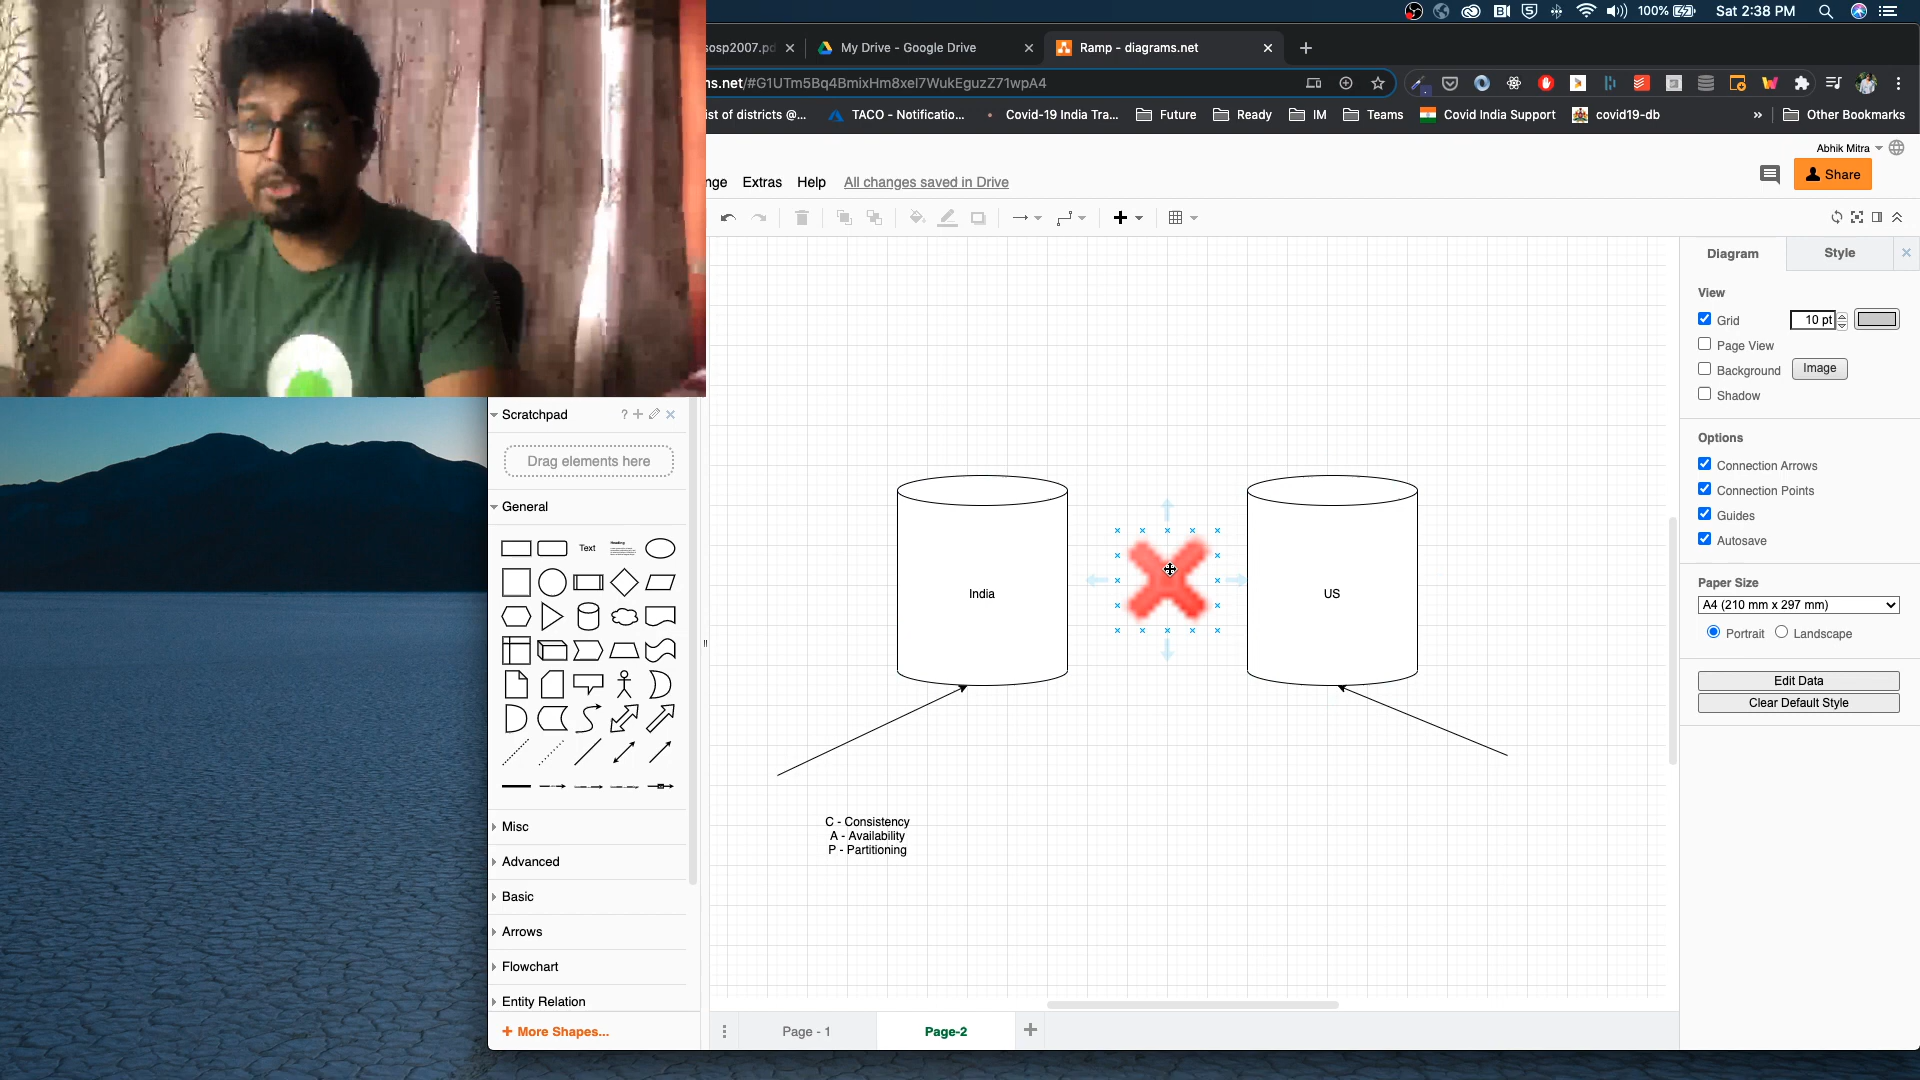 100%
Sat 2:38 PM
sosp2007.pd
My Drive - Google Drive
Ramp - diagrams.net
ms.net/#G1UTm5Bq4BmixHm8xeI7WukEguzZ71wpA4
ist of districts @...
TACO - Notificatio...
Covid-19 India Tra...
Future
Ready
IM
Teams
Covid India Support
covid19-db
»
Other Bookmarks
Abhik Mitra
nge
Extras
Help
All changes saved in Drive
Share
Diagram
Style
View
Grid
10 pt
Page View
Background
Image
Shadow
Options
Connection Arrows
Connection Points
Guides
Autosave
Paper Size
A4 (210 mm x 297 mm)
Portrait
Landscape
Edit Data
Clear Default Style
Scratchpad
?
Drag elements here
General
Text
Heading
Misc
Advanced
Basic
Arrows
Flowchart
Entity Relation
+ More Shapes...
India
US
C - Consistency
A - Availability
P - Partitioning
Page - 1
Page-2